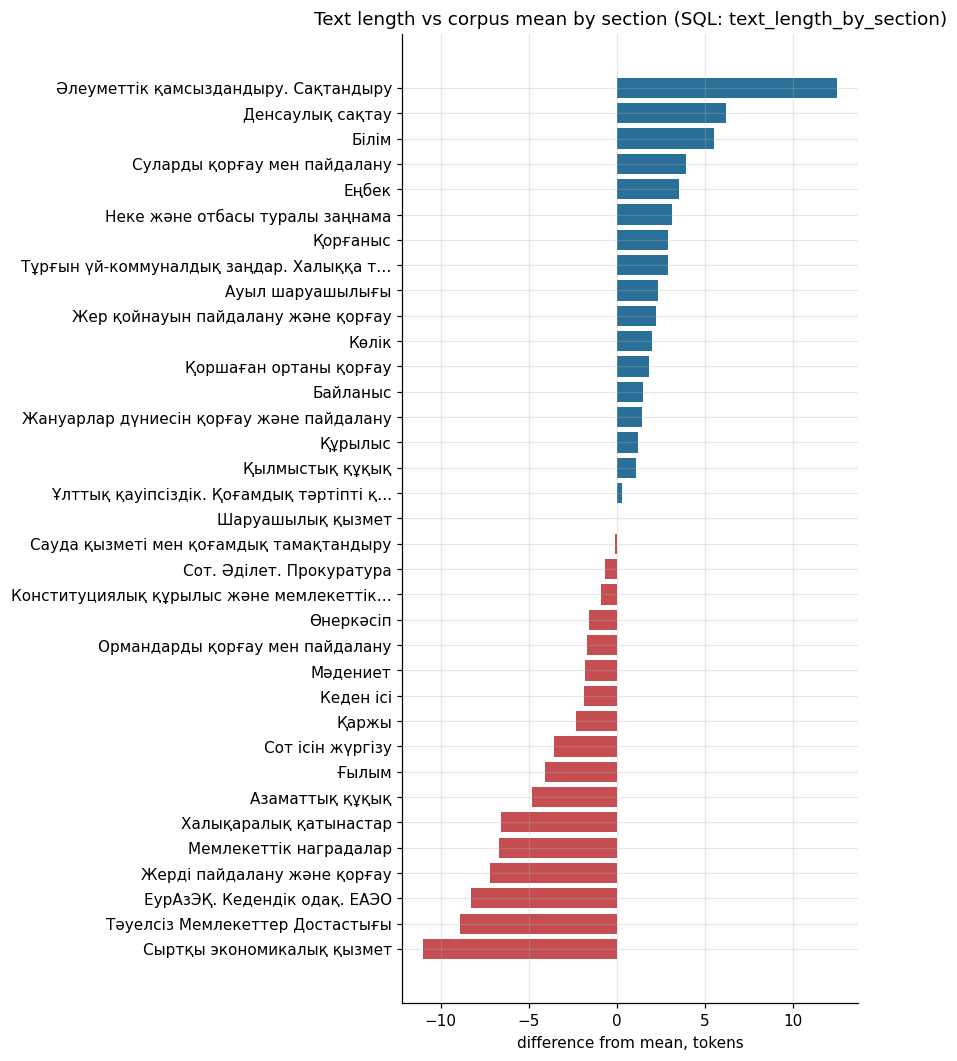 Text length vs corpus mean by section (SQL: text_length_by_section)
Әлеуметтік қамсыздандыру. Сақтандыру
Денсаулық сақтау
Білім
Суларды қорғау мен пайдалану
Еңбек
Неке және отбасы туралы заңнама
Қорғаныс
Тұрғын үй-коммуналдық заңдар. Халыққа т...
Ауыл шаруашылығы
Жер қойнауын пайдалану және қорғау
Көлік
Қоршаған ортаны қорғау
Байланыс
Жануарлар дүниесін қорғау және пайдалану
Құрылыс
Қылмыстық құқық
Ұлттық қауіпсіздік. Қоғамдық тәртіпті қ...
Шаруашылық қызмет
Сауда қызметі мен қоғамдық тамақтандыру
Сот. Әділет. Прокуратура
Конституциялық құрылыс және мемлекеттік...
Өнеркәсіп
Ормандарды қорғау мен пайдалану
Мәдениет
Кеден ісі
Қаржы
Сот ісін жүргізу
Ғылым
Азаматтық құқық
Халықаралық қатынастар
Мемлекеттік наградалар
Жерді пайдалану және қорғау
ЕурАзЭҚ. Кедендік одақ. ЕАЭО
Тәуелсіз Мемлекеттер Достастығы
Сыртқы экономикалық қызмет
−10 −5 0 5 10
difference from mean, tokens